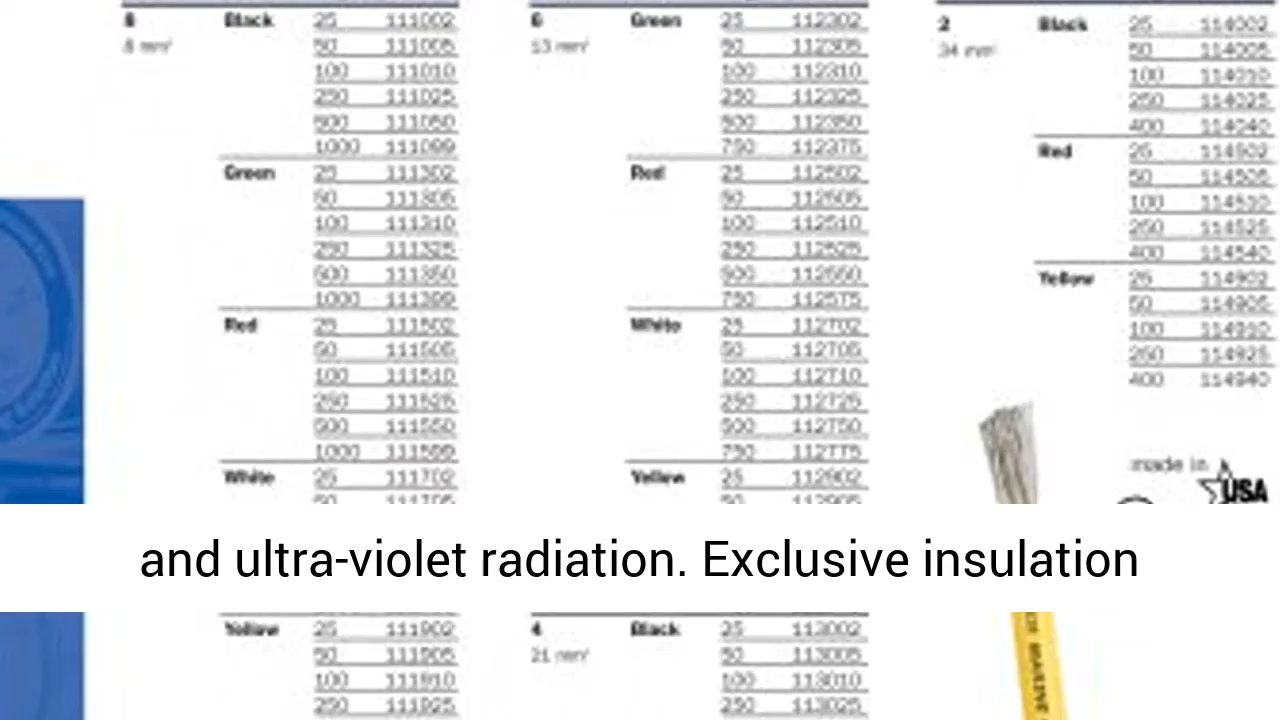 8 Black 25 111002
8 mm² 50 111005
100 111010
250 111025
500 111050
1000 111099
Green 25 111302
50 111305
100 111310
250 111325
500 111350
1000 111399
Red 25 111502
50 111505
100 111510
250 111525
500 111550
1000 111599
White 25 111702
50 111705
Yellow 25 111902
50 111905
100 111910
250 111925
6 Green 25 112302
13 mm² 50 112305
100 112310
250 112325
500 112350
750 112375
Red 25 112502
50 112505
100 112510
250 112525
500 112550
750 112575
White 25 112702
50 112705
100 112710
250 112725
500 112750
750 112775
Yellow 25 112902
50 112905
4 Black 25 113002
21 mm² 50 113005
100 113010
250 113025
2 Black 25 114002
34 mm² 50 114005
100 114010
250 114025
400 114040
Red 25 114502
50 114505
100 114510
250 114525
400 114540
Yellow 25 114902
50 114905
100 114910
250 114925
400 114940
made in
USA
and ultra-violet radiation. Exclusive insulation
MARINE